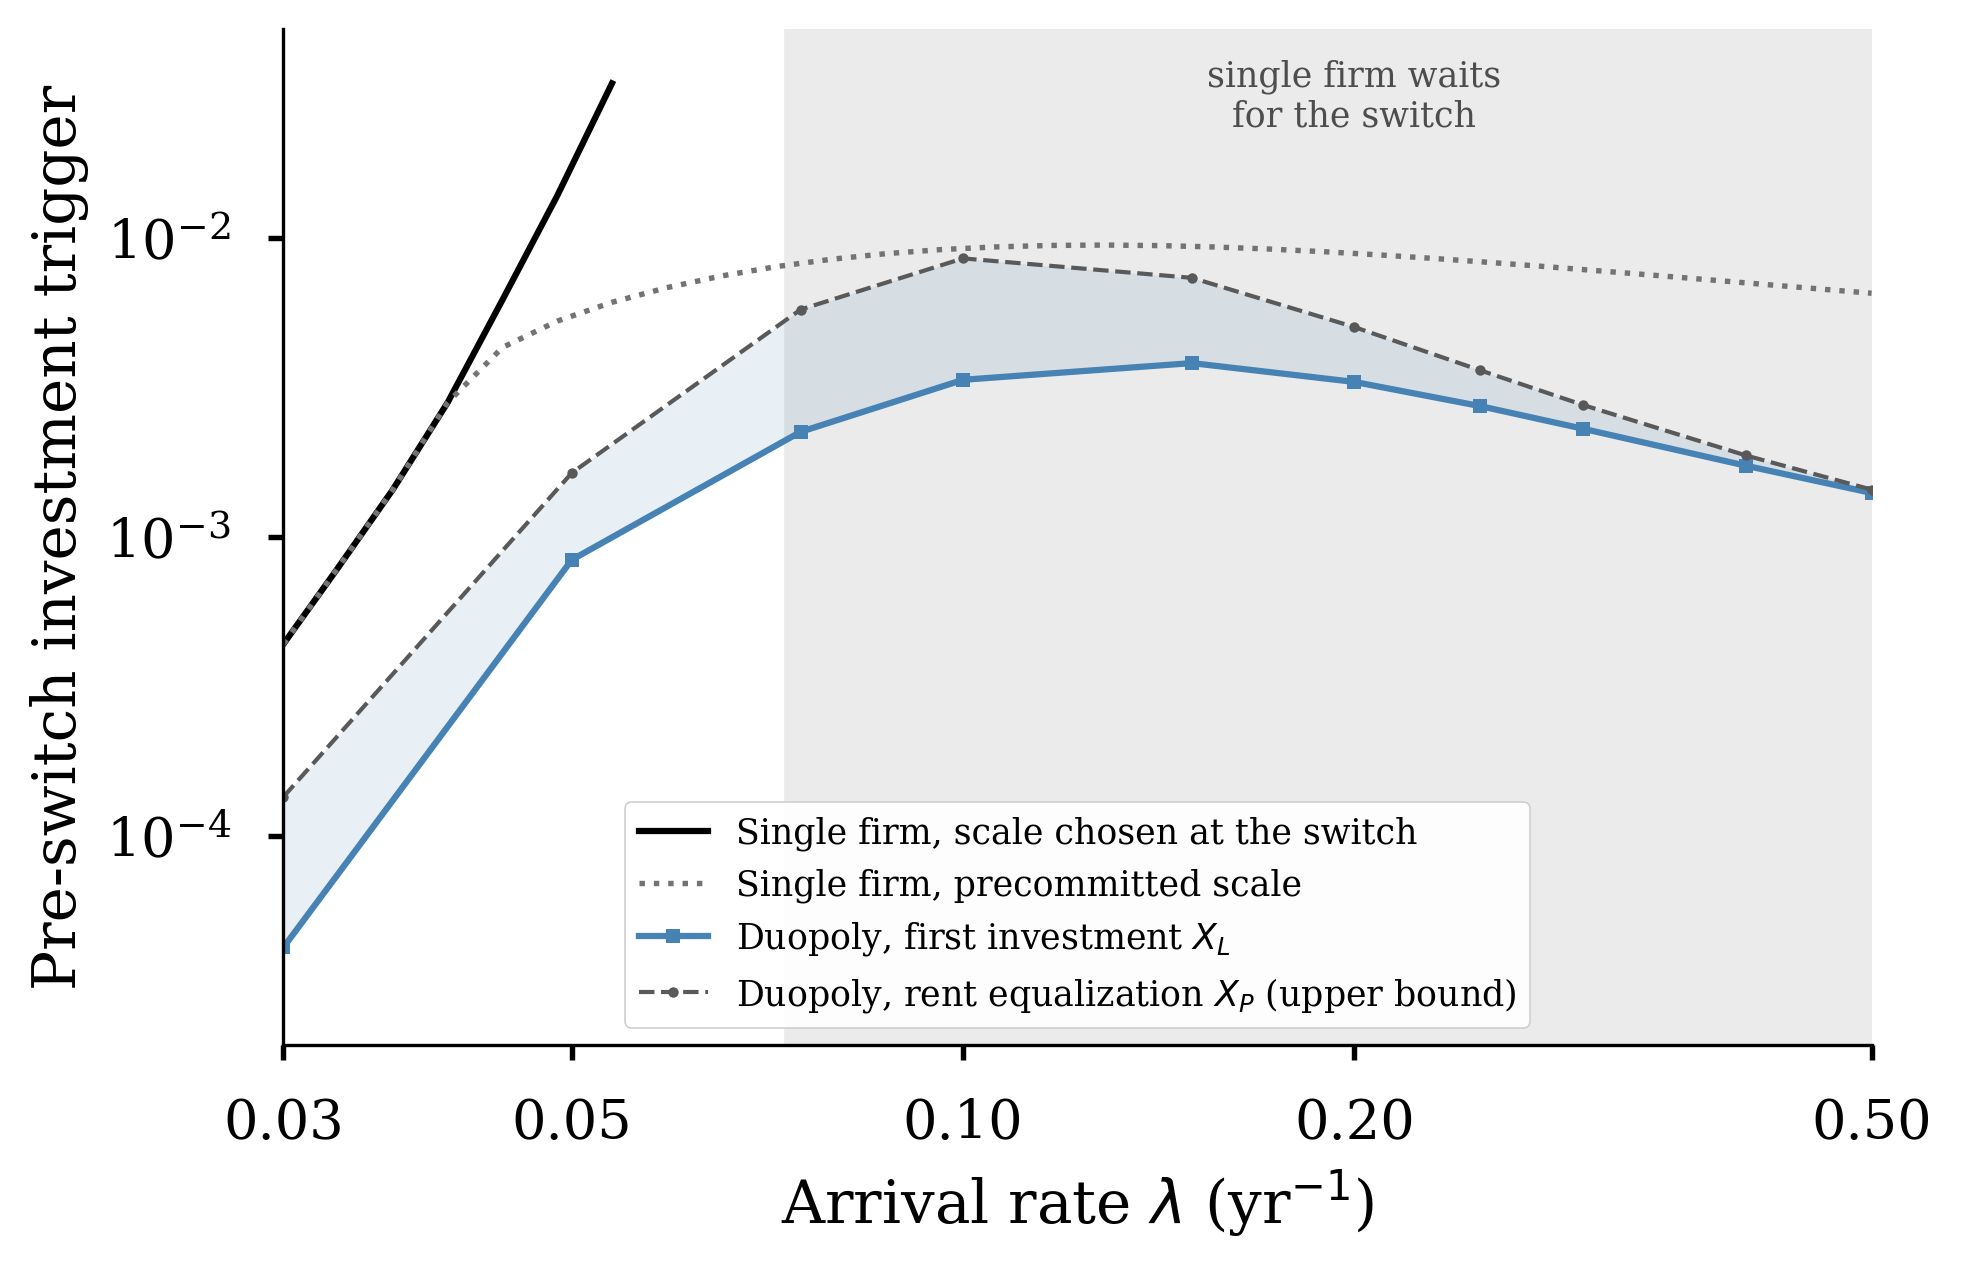 single firm waits
for the switch
Pre-switch investment trigger
10⁻²
10⁻³
10⁻⁴
Single firm, scale chosen at the switch
Single firm, precommitted scale
Duopoly, first investment X_L
Duopoly, rent equalization X_P (upper bound)
0.03 0.05 0.10 0.20 0.50
Arrival rate λ (yr⁻¹)